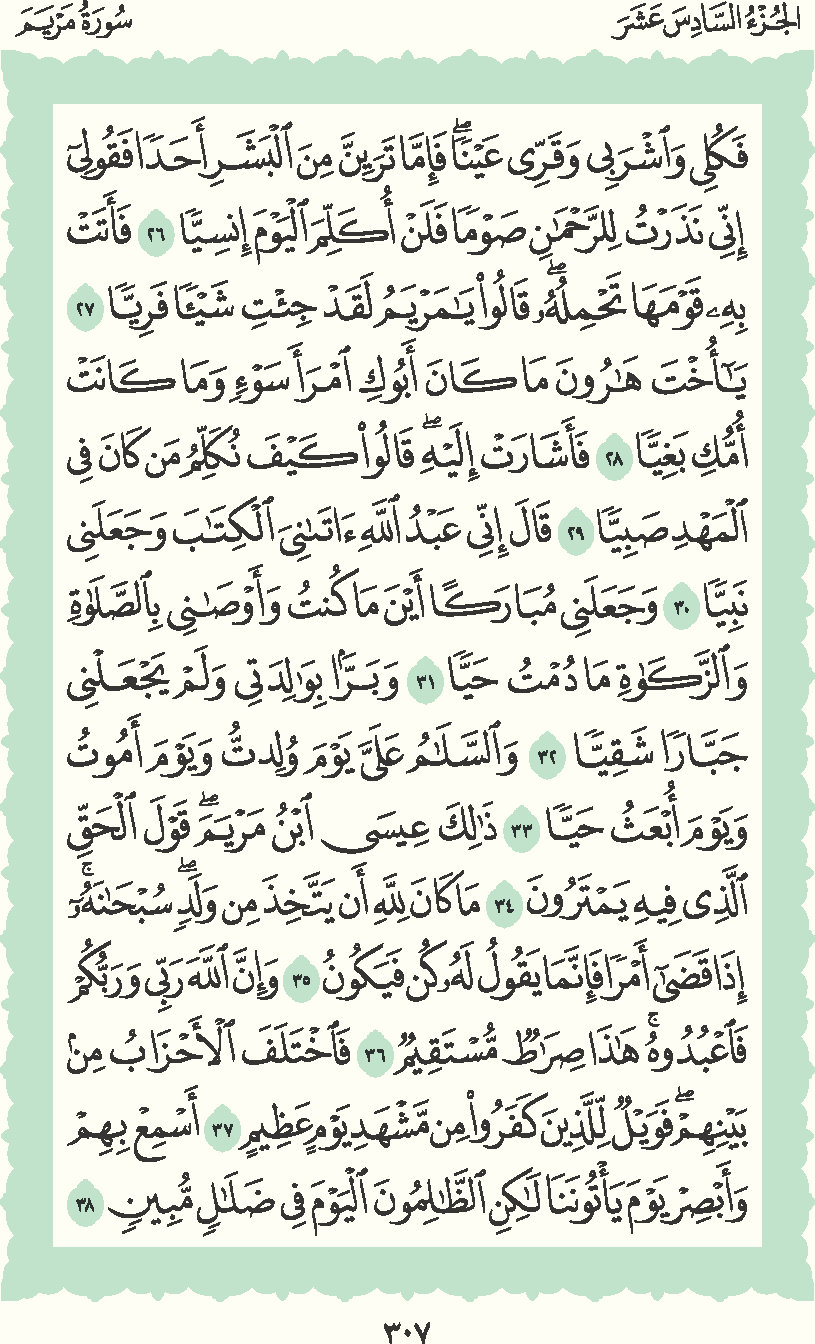 الجُزْءُ السَّادِسَ عَشَرَ
سُورَةُ مَرْيَمَ
فَكُلِي وَٱشْرَبِي وَقَرِّي عَيْنٗاۖ فَإِمَّا تَرَيِنَّ مِنَ ٱلْبَشَرِ أَحَدٗا فَقُولِيٓ
إِنِّي نَذَرْتُ لِلرَّحْمَٰنِ صَوْمٗا فَلَنْ أُكَلِّمَ ٱلْيَوْمَ إِنسِيّٗا ٢٦ فَأَتَتْ
بِهِۦ قَوْمَهَا تَحْمِلُهُۥۖ قَالُوا۟ يَٰمَرْيَمُ لَقَدْ جِئْتِ شَيْـٔٗا فَرِيّٗا ٢٧
يَٰٓأُخْتَ هَٰرُونَ مَا كَانَ أَبُوكِ ٱمْرَأَ سَوْءٖ وَمَا كَانَتْ
أُمُّكِ بَغِيّٗا ٢٨ فَأَشَارَتْ إِلَيْهِۖ قَالُوا۟ كَيْفَ نُكَلِّمُ مَن كَانَ فِي
ٱلْمَهْدِ صَبِيّٗا ٢٩ قَالَ إِنِّي عَبْدُ ٱللَّهِ ءَاتَىٰنِيَ ٱلْكِتَٰبَ وَجَعَلَنِي
نَبِيّٗا ٣٠ وَجَعَلَنِي مُبَارَكًا أَيْنَ مَا كُنتُ وَأَوْصَٰنِي بِٱلصَّلَوٰةِ
وَٱلزَّكَوٰةِ مَا دُمْتُ حَيّٗا ٣١ وَبَرَّۢا بِوَٰلِدَتِي وَلَمْ يَجْعَلْنِي
جَبَّارٗا شَقِيّٗا ٣٢ وَٱلسَّلَٰمُ عَلَيَّ يَوْمَ وُلِدتُّ وَيَوْمَ أَمُوتُ
وَيَوْمَ أُبْعَثُ حَيّٗا ٣٣ ذَٰلِكَ عِيسَى ٱبْنُ مَرْيَمَۖ قَوْلَ ٱلْحَقِّ
ٱلَّذِي فِيهِ يَمْتَرُونَ ٣٤ مَا كَانَ لِلَّهِ أَن يَتَّخِذَ مِن وَلَدٖۖ سُبْحَٰنَهُۥٓۚ
إِذَا قَضَىٰٓ أَمْرٗا فَإِنَّمَا يَقُولُ لَهُۥ كُن فَيَكُونُ ٣٥ وَإِنَّ ٱللَّهَ رَبِّي وَرَبُّكُمْ
فَٱعْبُدُوهُۚ هَٰذَا صِرَٰطٞ مُّسْتَقِيمٞ ٣٦ فَٱخْتَلَفَ ٱلْأَحْزَابُ مِنۢ
بَيْنِهِمْۖ فَوَيْلٞ لِّلَّذِينَ كَفَرُوا۟ مِن مَّشْهَدِ يَوْمٍ عَظِيمٍ ٣٧ أَسْمِعْ بِهِمْ
وَأَبْصِرْ يَوْمَ يَأْتُونَنَا لَٰكِنِ ٱلظَّٰلِمُونَ ٱلْيَوْمَ فِي ضَلَٰلٖ مُّبِينٖ ٣٨
٣٠٧